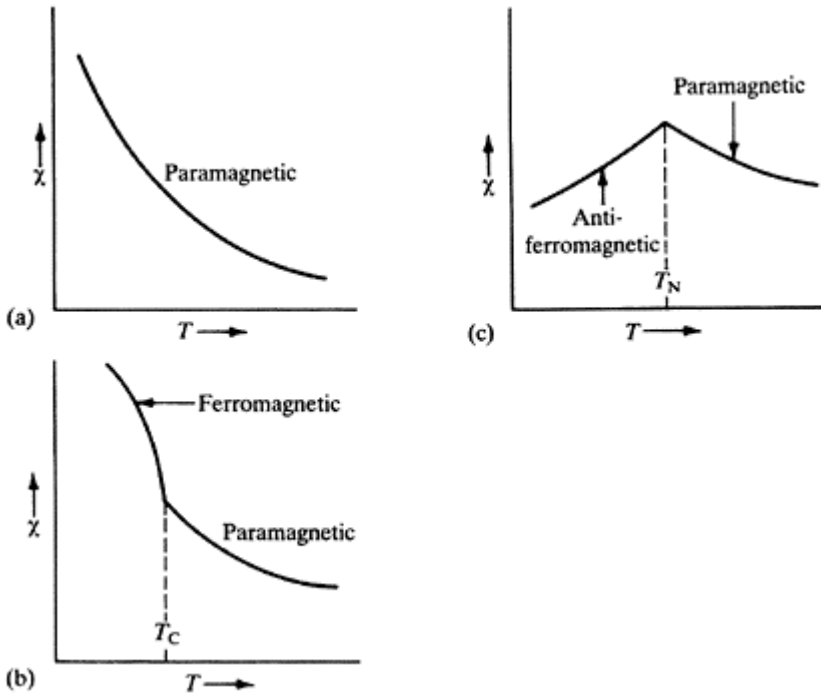 χ
Paramagnetic
(a)
T
χ
Ferromagnetic
Paramagnetic
T_C
(b)
T
χ
Paramagnetic
Anti-
ferromagnetic
T_N
(c)
T